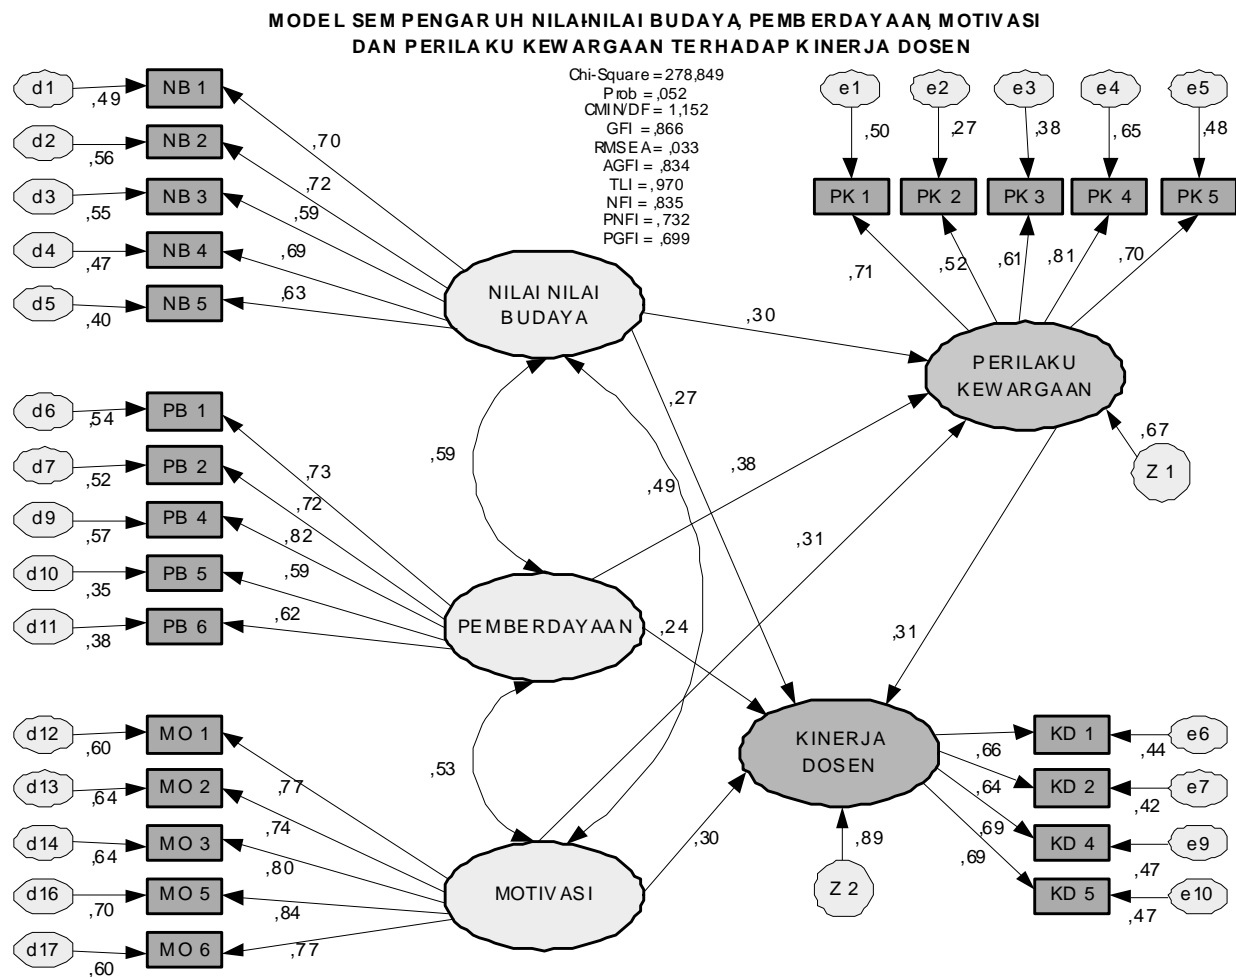 MODEL SEM PENGARUH NILAI-NILAI BUDAYA, PEMBERDAYAAN, MOTIVASI
DAN PERILAKU KEWARGAAN TERHADAP KINERJA DOSEN
Chi-Square = 278,849
Prob = ,052
CMIN/DF = 1,152
GFI = ,866
RMSEA = ,033
AGFI = ,834
TLI = ,970
NFI = ,835
PNFI = ,732
PGFI = ,699
d1 ,49 NB 1 ,70
d2 ,56 NB 2 ,72
d3 ,55 NB 3 ,59
d4 ,47 NB 4 ,69
d5 ,40 NB 5 ,63
NILAI NILAI
BUDAYA
e1 e2 e3 e4 e5
,50 ,27 ,38 ,65 ,48
PK 1 PK 2 PK 3 PK 4 PK 5
,71 ,52 ,61 ,81 ,70
PERILAKU
KEWARGAAN
,67
Z 1
,30
,27
,38
,59
,49
,31
d6 ,54 PB 1 ,73
d7 ,52 PB 2 ,72
d9 ,57 PB 4 ,82
d10 ,35 PB 5 ,59
d11 ,38 PB 6 ,62
PEMBERDAYAAN
,24
,31
,53
,30
d12 ,60 MO 1 ,77
d13 ,64 MO 2 ,74
d14 ,64 MO 3 ,80
d16 ,70 MO 5 ,84
d17 ,60 MO 6 ,77
MOTIVASI
KINERJA
DOSEN
,89
Z 2
,66 KD 1 ,44 e6
,64 KD 2 ,42 e7
,69 KD 4 ,47 e9
,69 KD 5 ,47 e10